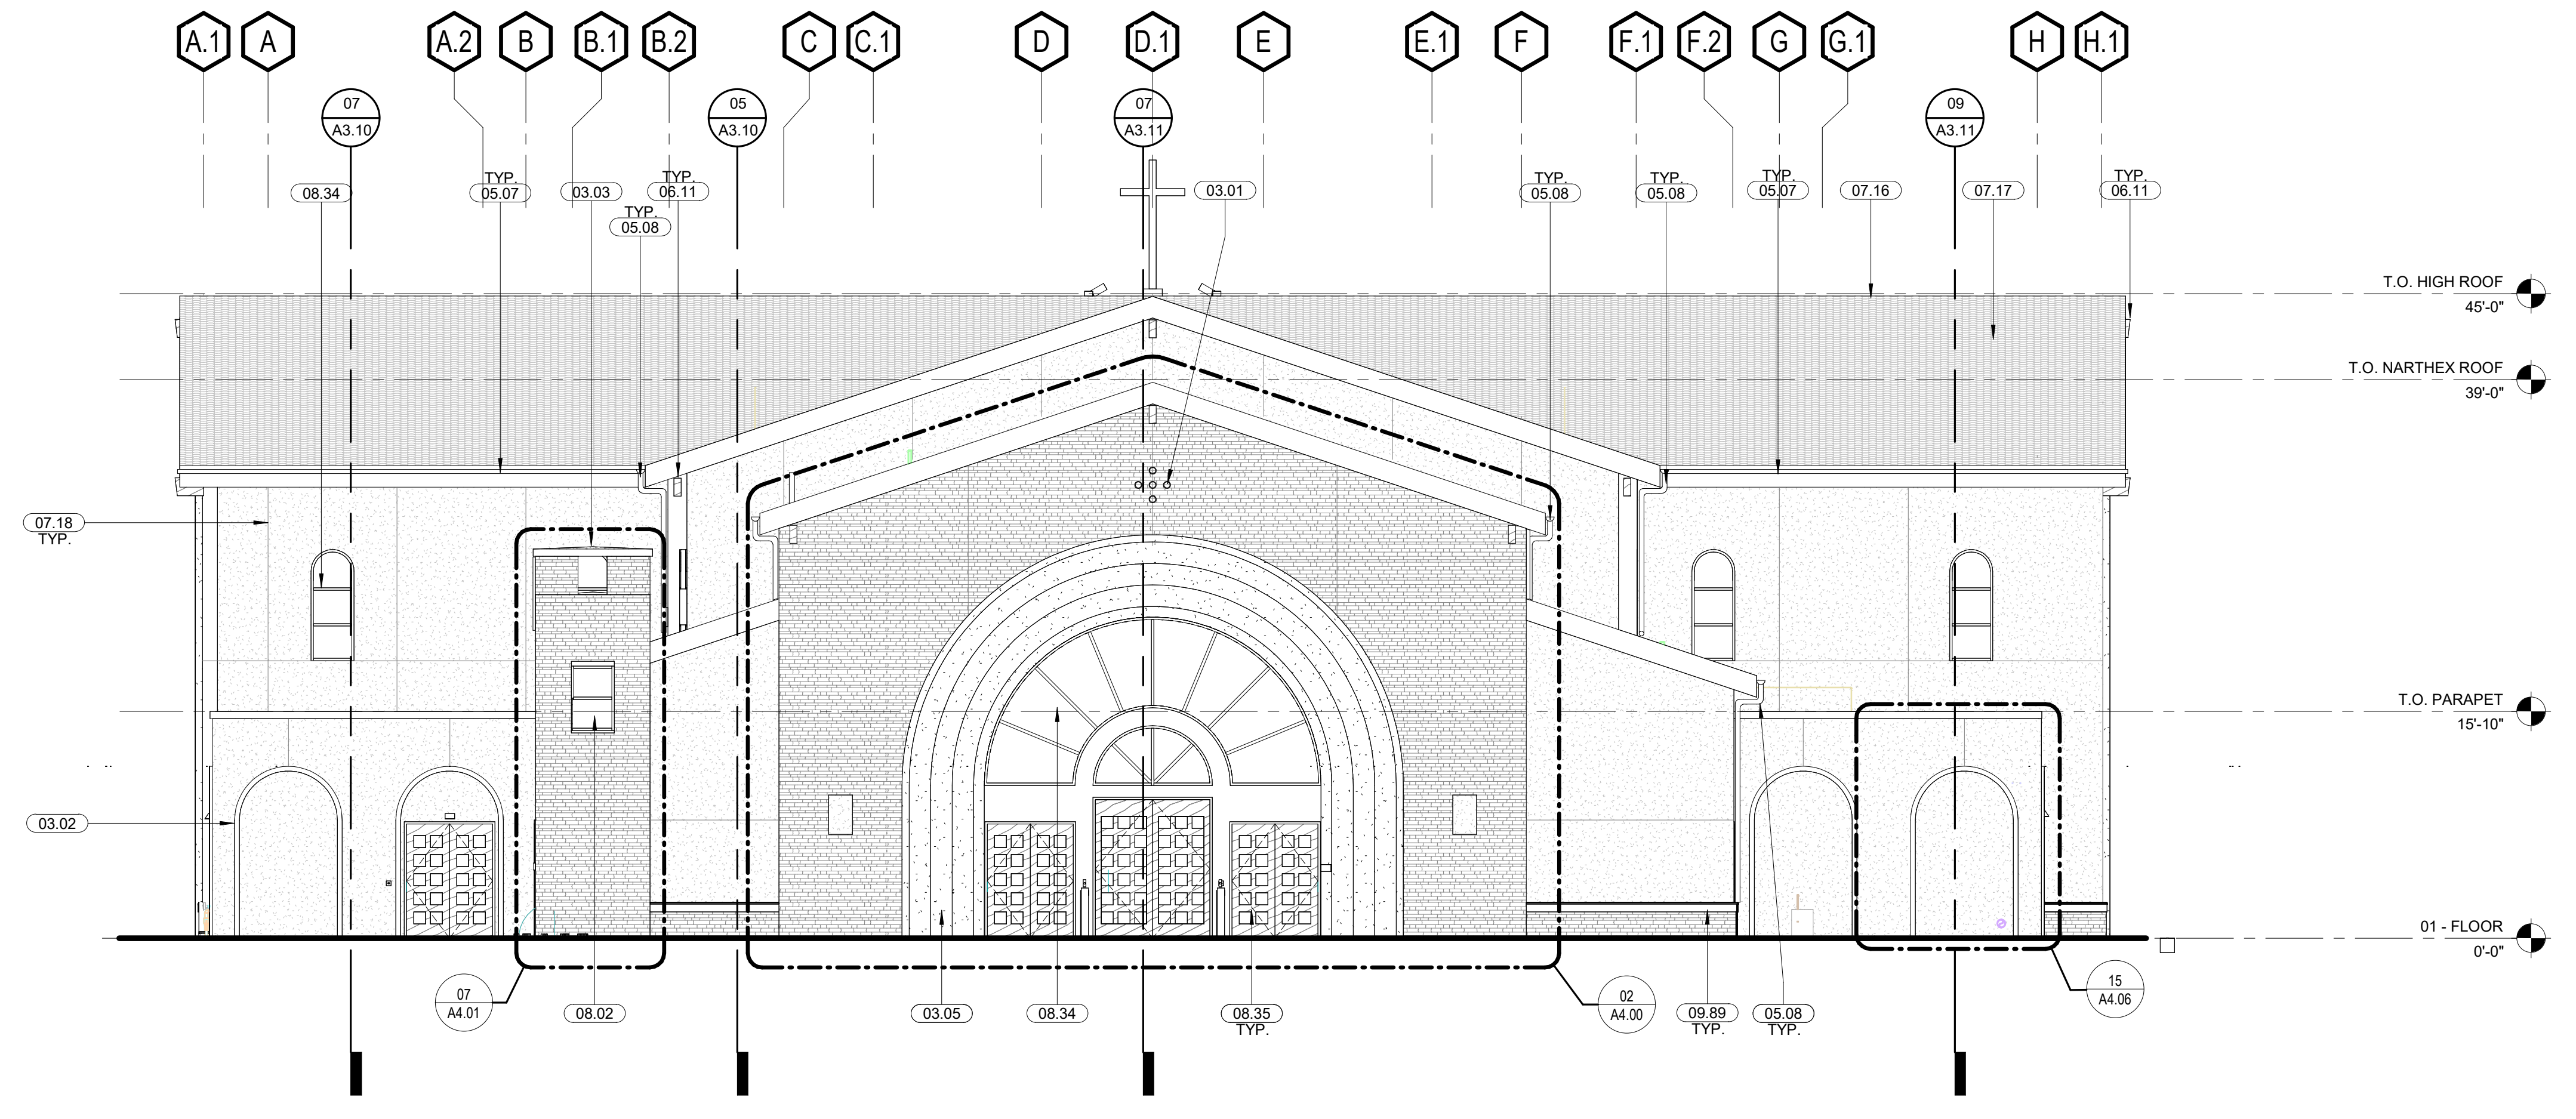 A.1 A A.2 B B.1 B.2 C C.1 D D.1 E E.1 F F.1 F.2 G G.1 H H.1
07
A3.10
05
A3.10
07
A3.11
09
A3.11
08.34
TYP.
05.07
03.03
TYP.
06.11
TYP.
05.08
03.01
TYP.
05.08
TYP.
05.08
TYP.
05.07
07.16
07.17
TYP.
06.11
T.O. HIGH ROOF
45'-0"
T.O. NARTHEX ROOF
39'-0"
07.18
TYP.
T.O. PARAPET
15'-10"
03.02
01 - FLOOR
0'-0"
07
A4.01
08.02
03.05
08.34
08.35
TYP.
02
A4.00
09.89
TYP.
05.08
TYP.
15
A4.06